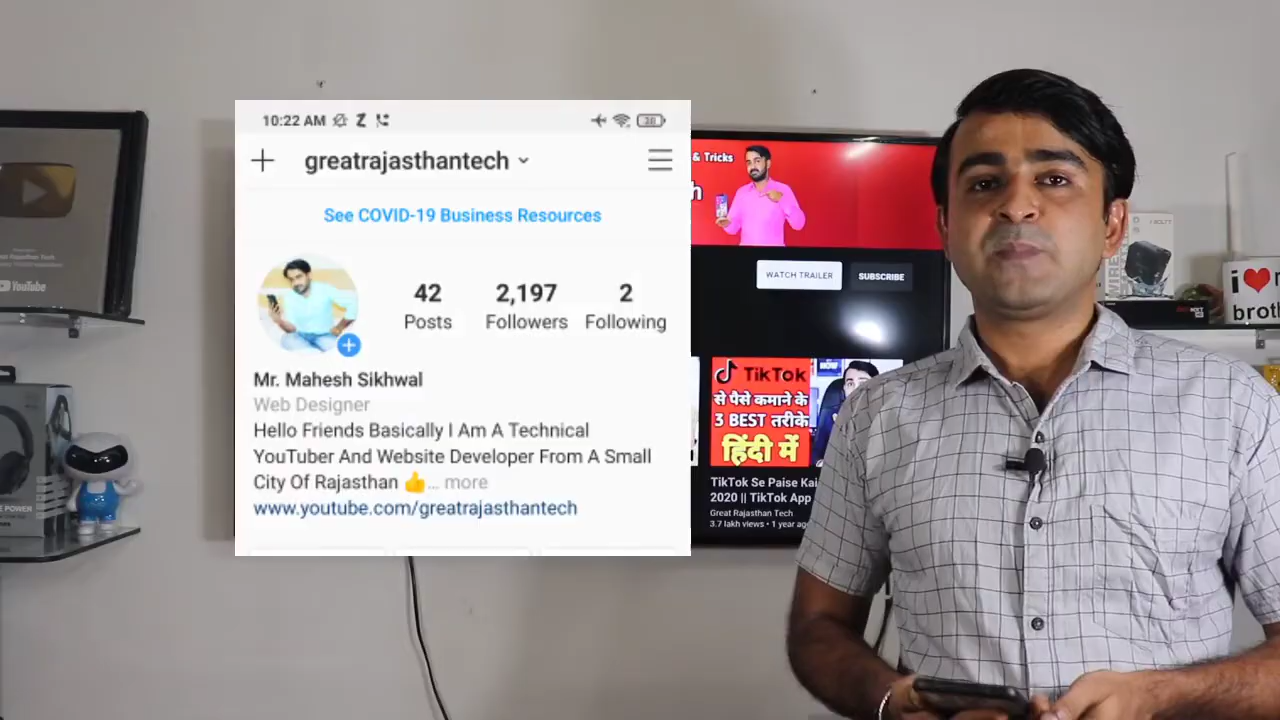 10:22 AM
greatrajasthantech
See COVID-19 Business Resources
42
2,197
2
Posts
Followers
Following
Mr. Mahesh Sikhwal
Web Designer
Hello Friends Basically I Am A Technical
YouTuber And Website Developer From A Small
City Of Rajasthan 👍... more
www.youtube.com/greatrajasthantech
& Tricks
WATCH TRAILER
SUBSCRIBE
TikTok
से पैसे कमाने के
3 BEST तरीके
हिंदी में
TikTok Se Paise Kai
2020 || TikTok App
Great Rajasthan Tech
3.7 lakh views • 1 year ago
YouTube
POWER
WIRE
i ❤ m
broth